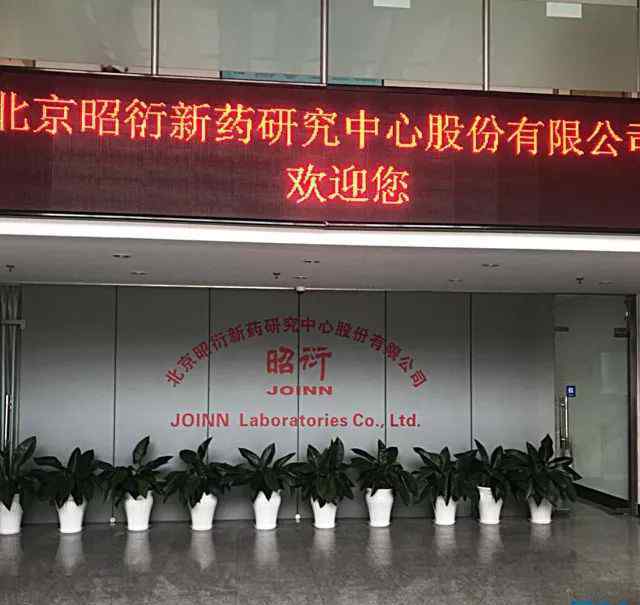 北京昭衍新药研究中心股份有限公司
欢迎您
北京昭衍新药研究中心股份有限公司
昭衍
JOINN
JOINN Laboratories Co., Ltd.